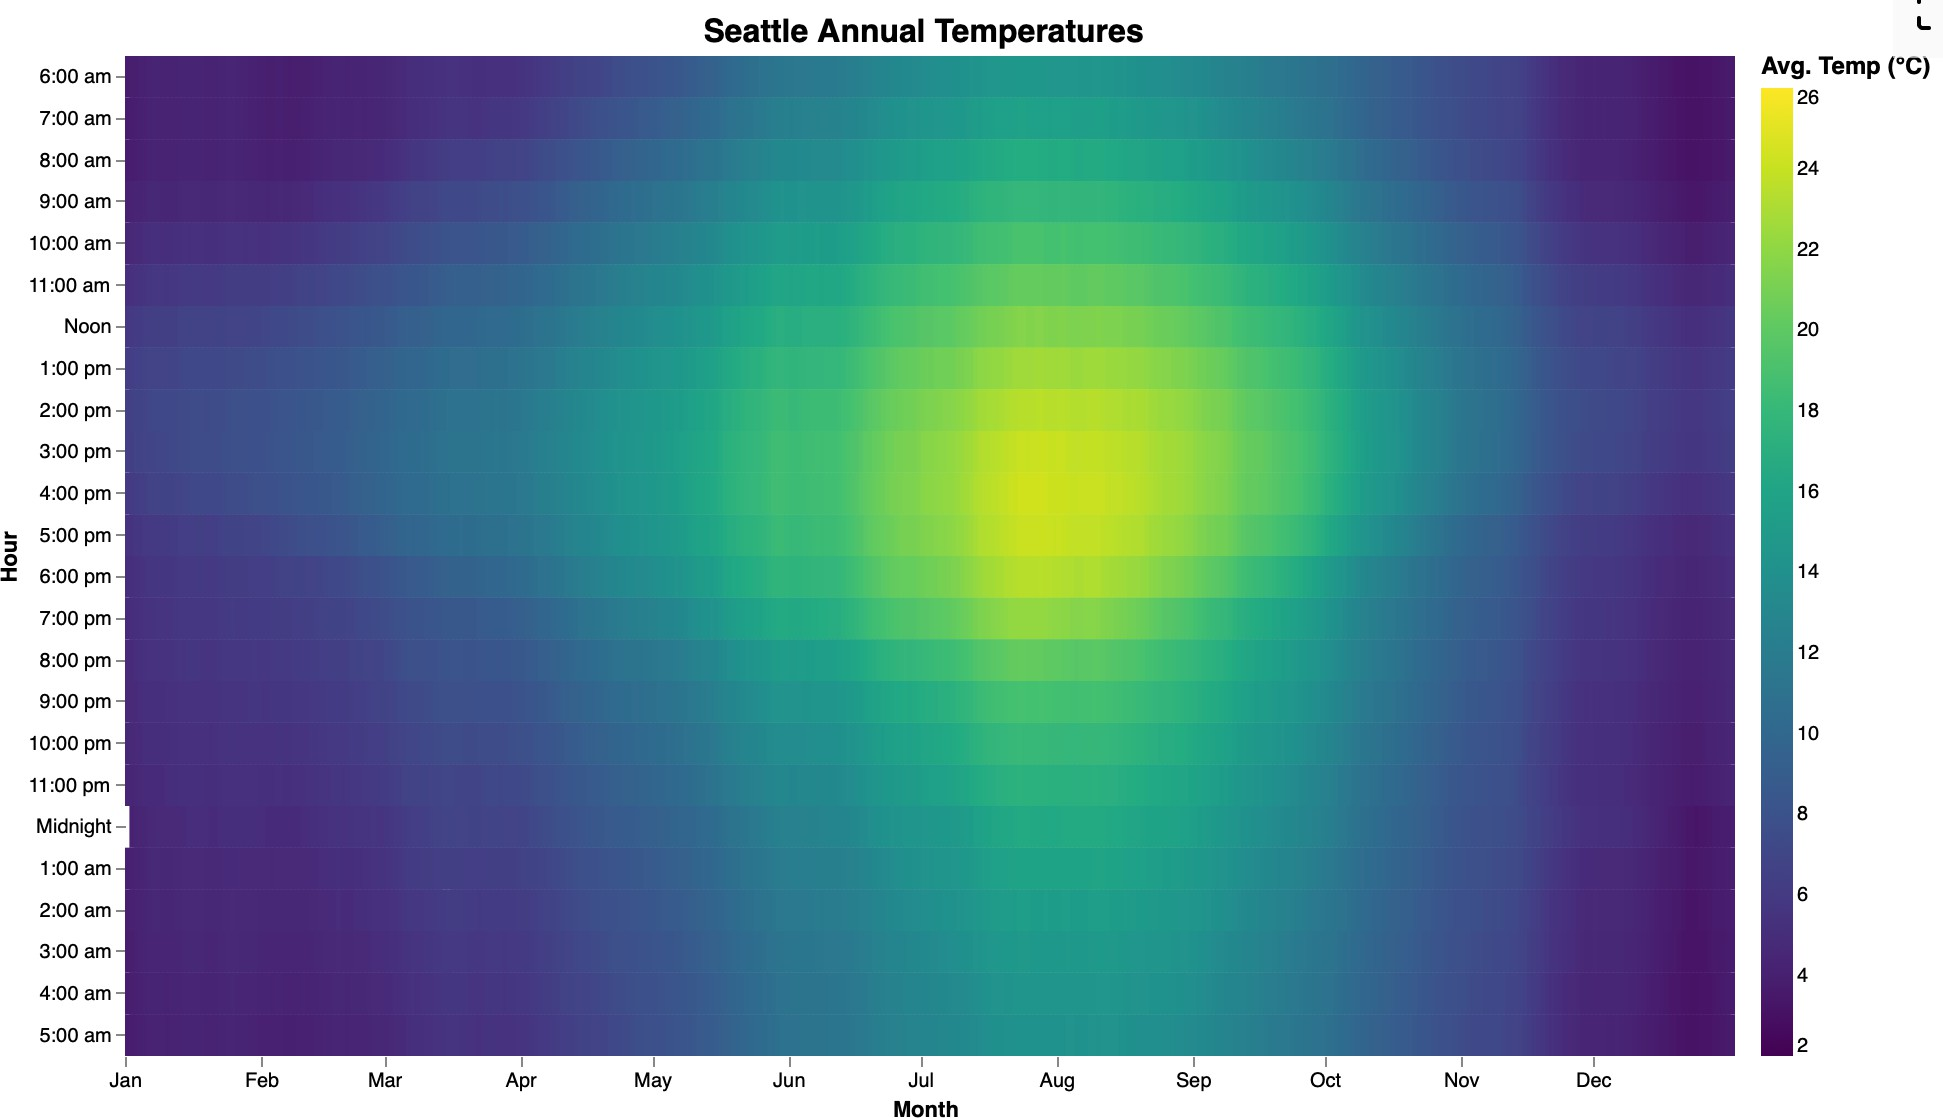 Seattle Annual Temperatures
Avg. Temp (°C)
26
24
22
20
18
16
14
12
10
8
6
4
2
Hour
6:00 am
7:00 am
8:00 am
9:00 am
10:00 am
11:00 am
Noon
1:00 pm
2:00 pm
3:00 pm
4:00 pm
5:00 pm
6:00 pm
7:00 pm
8:00 pm
9:00 pm
10:00 pm
11:00 pm
Midnight
1:00 am
2:00 am
3:00 am
4:00 am
5:00 am
Jan Feb Mar Apr May Jun Jul Aug Sep Oct Nov Dec
Month